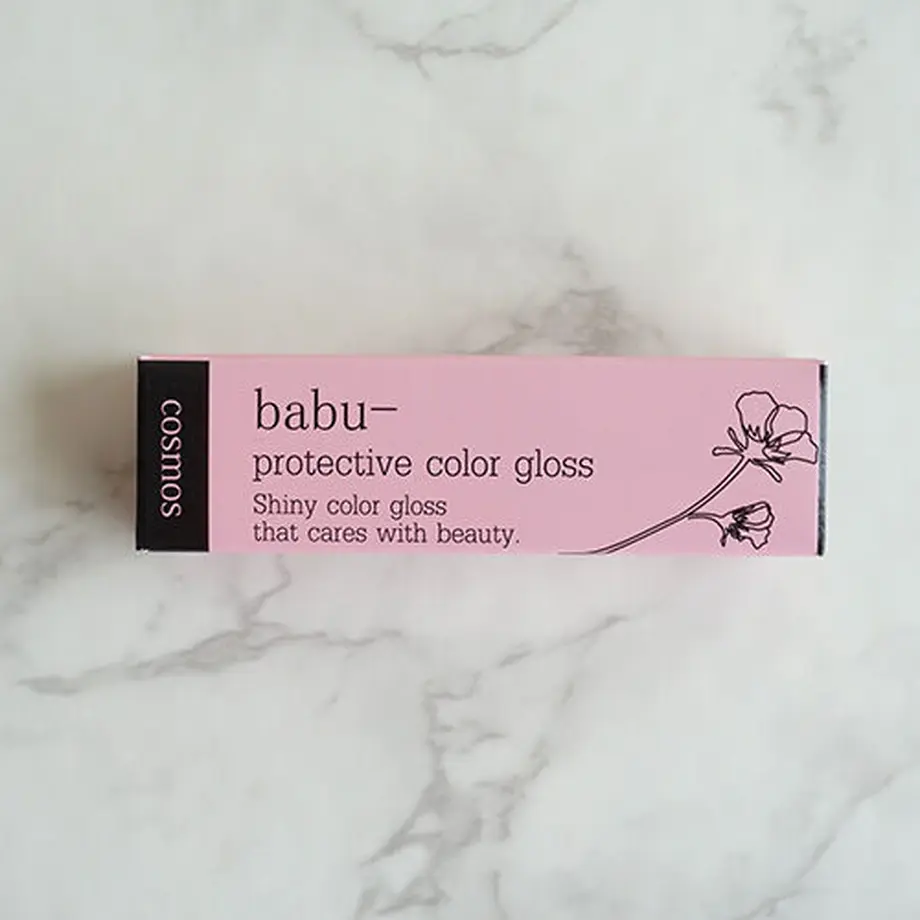 cosmos
babu−
protective color gloss
Shiny color gloss
that cares with beauty.